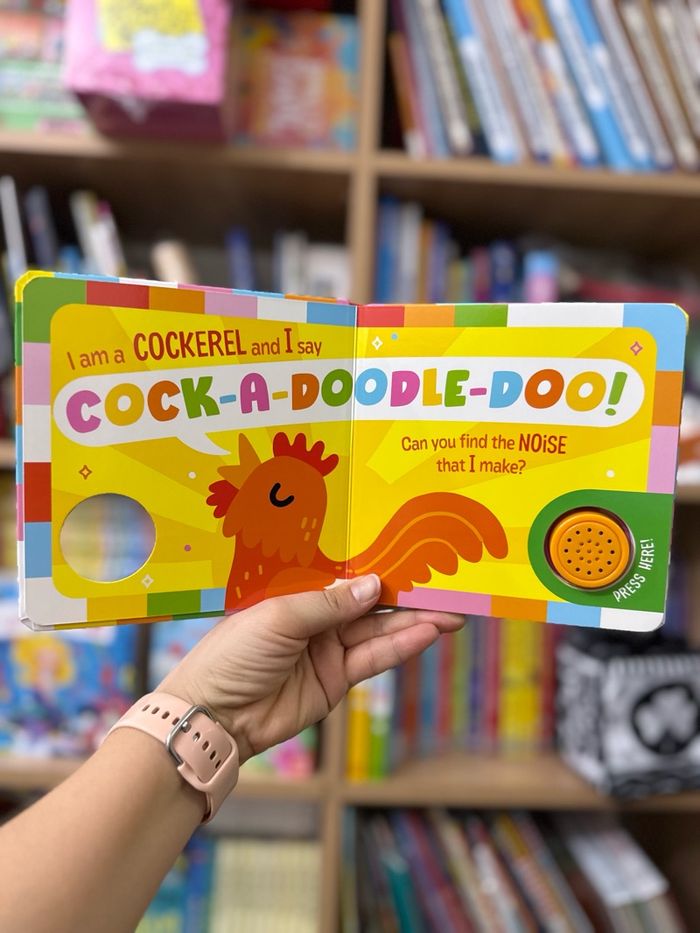 I am a COCKEREL and I say
COCK-A-DOODLE-DOO!
Can you find the NOiSE
that I make?
PRESS HERE!